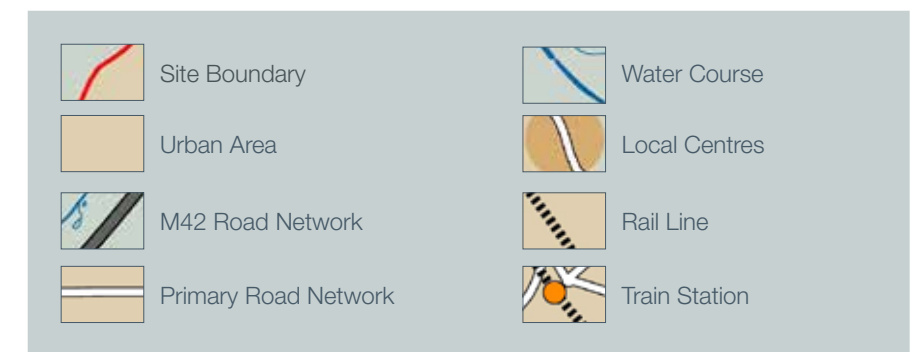 Site Boundary
Urban Area
M42 Road Network
Primary Road Network
Water Course
Local Centres
Rail Line
Train Station